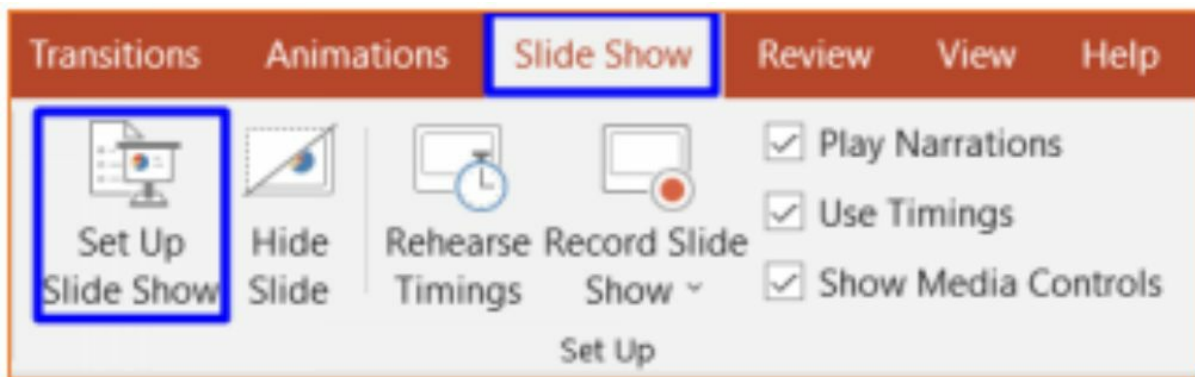 Transitions Animations Slide Show Review View Help
Set Up
Slide Show
Hide
Slide
Rehearse
Timings
Record Slide
Show
Play Narrations
Use Timings
Show Media Controls
Set Up